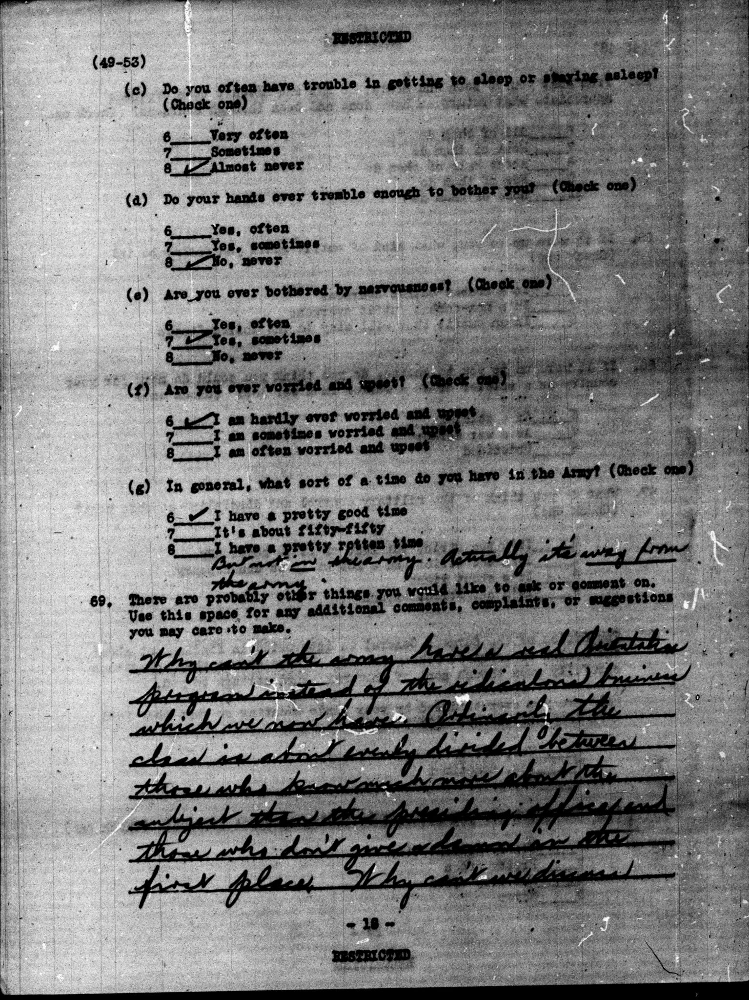 RESTRICTED
(49-53)
(c) Do you often have trouble in getting to sleep or staying asleep?
(Check one)
6____Very often
7____Sometimes
8__✓__Almost never
(d) Do your hands ever tremble enough to bother you? (Check one)
6____Yes, often
7____Yes, sometimes
8__✓__No, never
(e) Are you ever bothered by nervousness? (Check one)
6____Yes, often
7__✓__Yes, sometimes
8____No, never
(f) Are you ever worried and upset? (Check one)
6__✓__I am hardly ever worried and upset
7____I am sometimes worried and upset
8____I am often worried and upset
(g) In general, what sort of a time do you have in the Army? (Check one)
6__✓__I have a pretty good time
7____It's about fifty-fifty
8____I have a pretty rotten time
But not in the army. Actually it's away from
the army.
69. There are probably other things you would like to ask or comment on.
Use this space for any additional comments, complaints, or suggestions
you may care to make.
Why can't the army have a real Orientation
program instead of the ridiculous business
which we now have. Ordinarily the
class is about evenly divided between
those who know much more about the
subject than the presiding officer and
those who don't give a damn in the
first place. Why can't we discuss
- 18 -
RESTRICTED